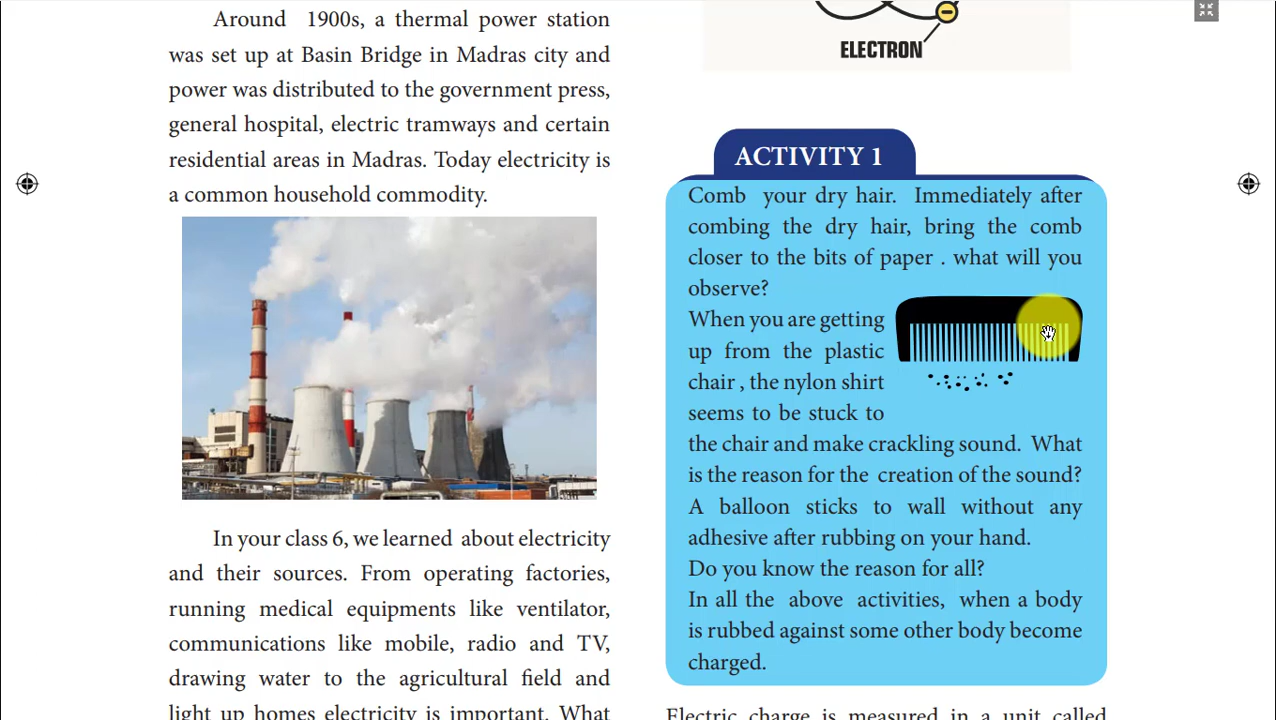 Around 1900s, a thermal power station
was set up at Basin Bridge in Madras city and
power was distributed to the government press,
general hospital, electric tramways and certain
residential areas in Madras. Today electricity is
a common household commodity.
In your class 6, we learned about electricity
and their sources. From operating factories,
running medical equipments like ventilator,
communications like mobile, radio and TV,
drawing water to the agricultural field and
light up homes electricity is important. What
ELECTRON
ACTIVITY 1
Comb your dry hair. Immediately after
combing the dry hair, bring the comb
closer to the bits of paper . what will you
observe?
When you are getting
up from the plastic
chair , the nylon shirt
seems to be stuck to
the chair and make crackling sound. What
is the reason for the creation of the sound?
A balloon sticks to wall without any
adhesive after rubbing on your hand.
Do you know the reason for all?
In all the above activities, when a body
is rubbed against some other body become
charged.
Electric charge is measured in a unit called